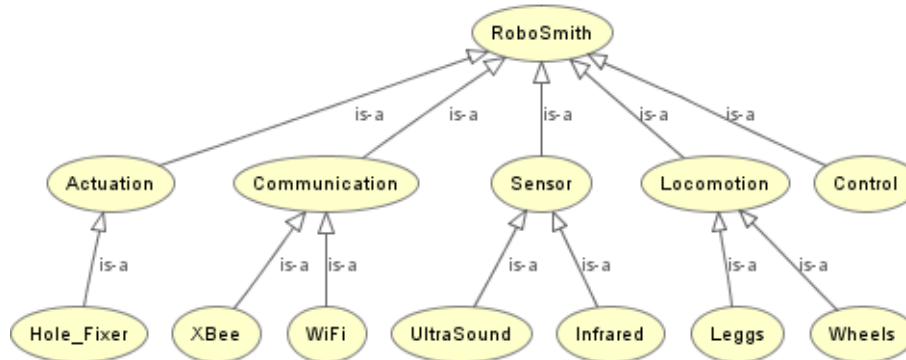 RoboSmith
is-a is-a is-a is-a is-a
Actuation Communication Sensor Locomotion Control
is-a is-a is-a is-a is-a is-a is-a
Hole_Fixer XBee WiFi UltraSound Infrared Leggs Wheels